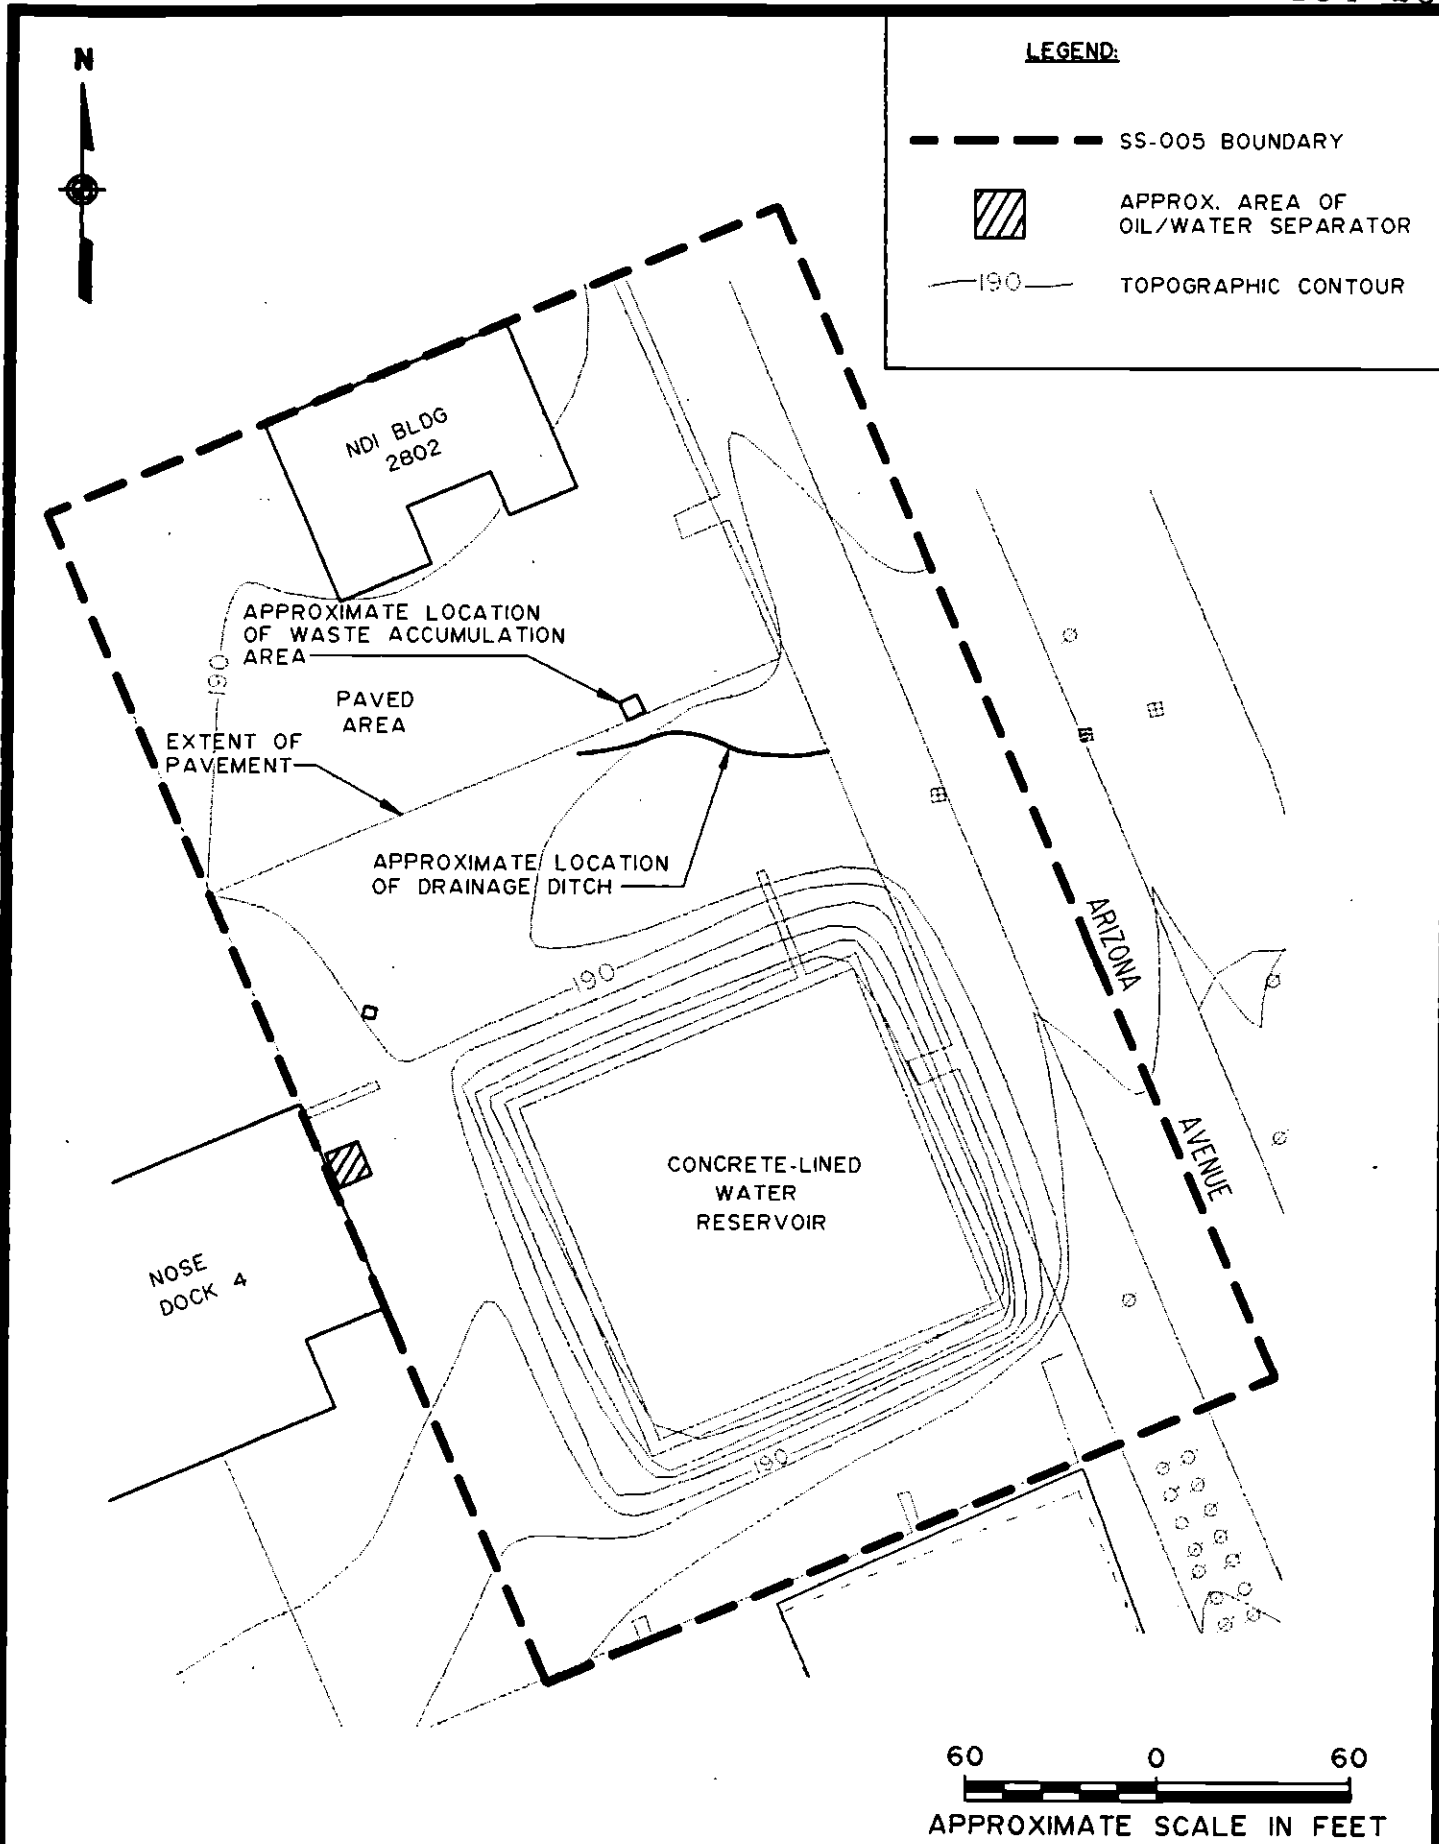 N
LEGEND:
SS-005 BOUNDARY
APPROX. AREA OF
OIL/WATER SEPARATOR
190
TOPOGRAPHIC CONTOUR
NDI BLDG
2802
APPROXIMATE LOCATION
OF WASTE ACCUMULATION
AREA
190
PAVED
AREA
EXTENT OF
PAVEMENT
APPROXIMATE LOCATION
OF DRAINAGE DITCH
190
ARIZONA
AVENUE
CONCRETE-LINED
WATER
RESERVOIR
NOSE
DOCK 4
190
60 0 60
APPROXIMATE SCALE IN FEET